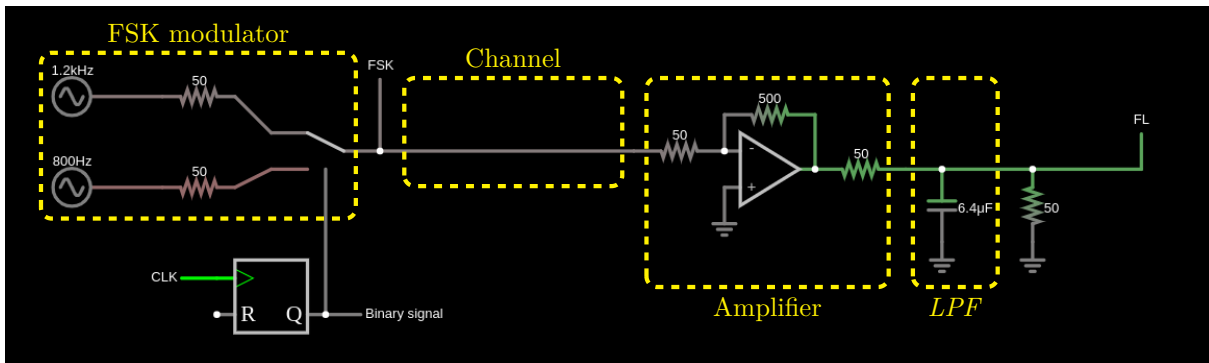 FSK modulator
Channel
1.2kHz
50
FSK
500
50
-
+
50
FL
800Hz
50
6.4µF
50
CLK
R
Q
Binary signal
Amplifier
LPF